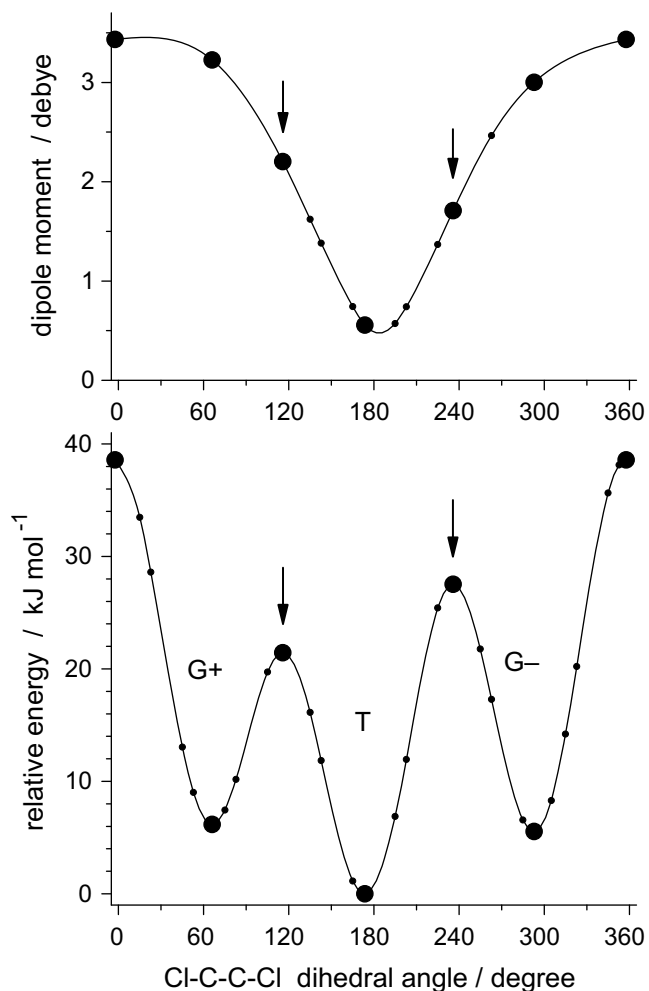 dipole moment / debye
3
2
1
0
0 60 120 180 240 300 360
relative energy / kJ mol-1
40
30
20
10
0
G+
T
G–
0 60 120 180 240 300 360
Cl-C-C-Cl dihedral angle / degree